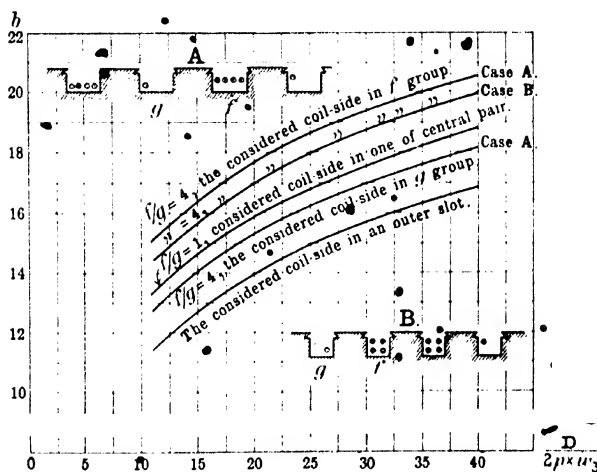 b
22
20
18
16
14
12
10
A
g
f
Case A.
Case B.
Case A.
f/g = 4, the considered coil-side in f group.
„ = 4, „ „ „ „ „
f/g = 1, considered coil-side in one of central pair.
f/g = 4, the considered coil-side in g group
The considered coil-side in an outer slot.
B.
g
f
0 5 10 15 20 25 30 35 40
D